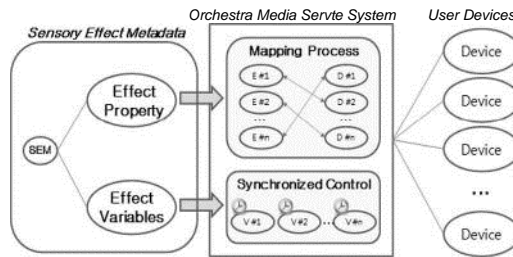 Sensory Effect Metadata
Orchestra Media Servte System
User Devices
SEM
Effect
Property
Effect
Variables
Mapping Process
E #1
D #1
E #2
D #2
...
...
E #n
D #n
Synchronized Control
V #1
V #2
...
V #n
Device
Device
Device
...
Device